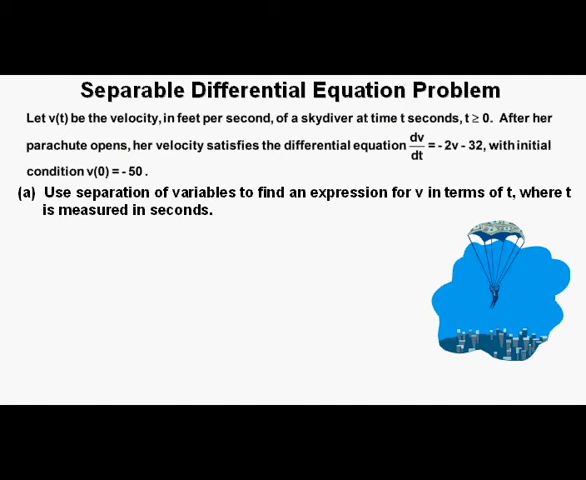 Separable Differential Equation Problem
Let v(t) be the velocity, in feet per second, of a skydiver at time t seconds, t ≥ 0. After her
parachute opens, her velocity satisfies the differential equation dv/dt = - 2v - 32, with initial
condition v(0) = - 50 .
(a) Use separation of variables to find an expression for v in terms of t, where t
is measured in seconds.